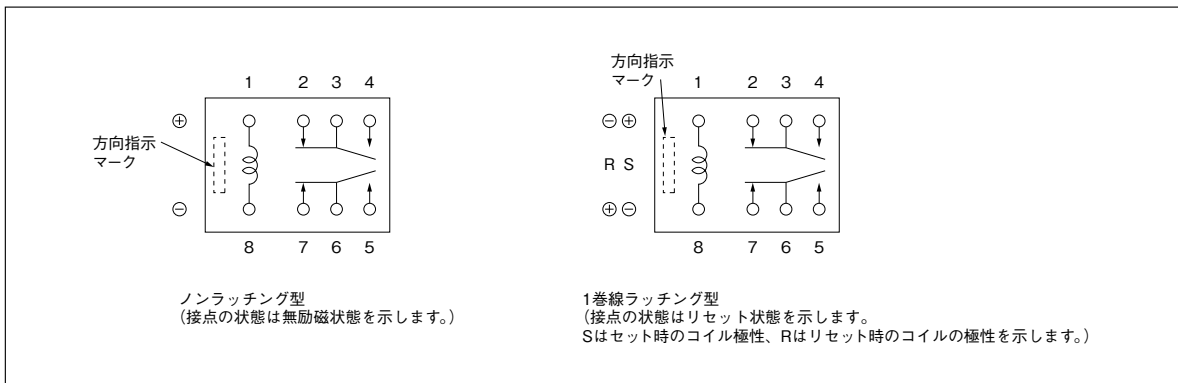 1 2 3 4
⊕
方向指示
マーク
⊖
8 7 6 5
ノンラッチング型
(接点の状態は無励磁状態を示します。)
方向指示
マーク
1 2 3 4
⊖ ⊕
R S
⊕ ⊖
8 7 6 5
1巻線ラッチング型
(接点の状態はリセット状態を示します。
Sはセット時のコイル極性、Rはリセット時のコイルの極性を示します。)